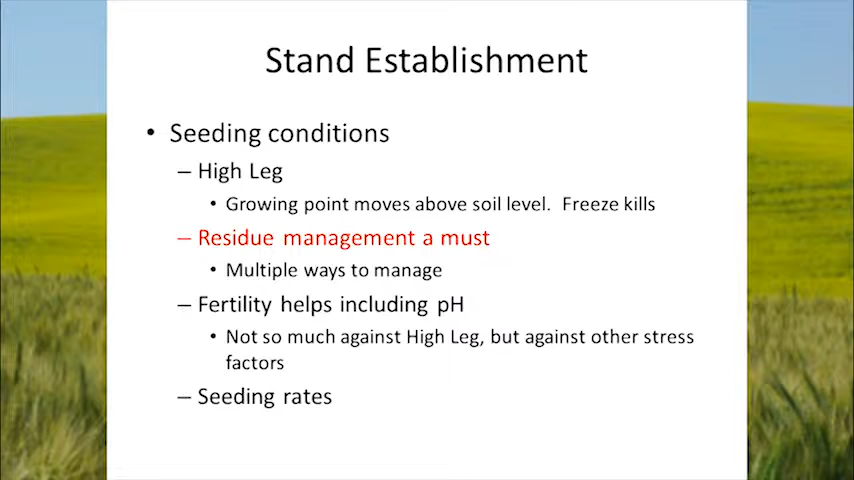 Stand Establishment
• Seeding conditions
– High Leg
• Growing point moves above soil level.  Freeze kills
– Residue management a must
• Multiple ways to manage
– Fertility helps including pH
• Not so much against High Leg, but against other stress
factors
– Seeding rates